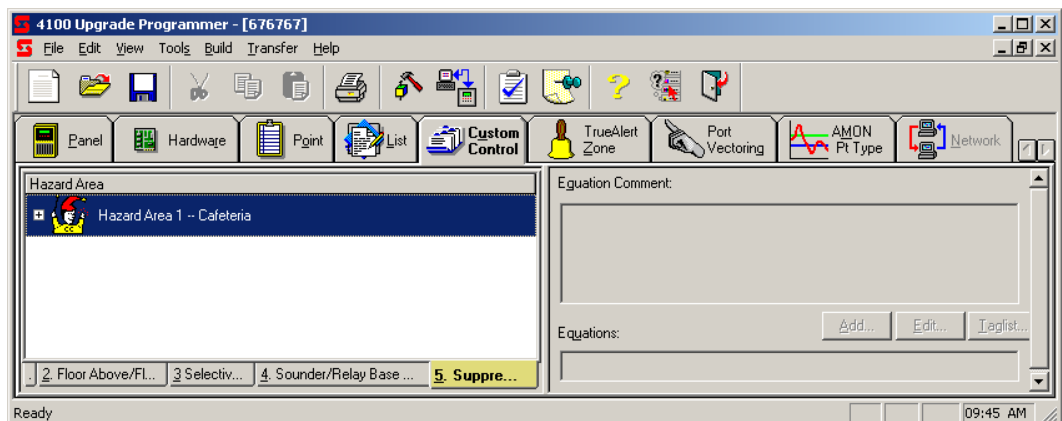 4100 Upgrade Programmer - [676767]
File Edit View Tools Build Transfer Help
Panel Hardware Point List Custom Control TrueAlert Zone Port Vectoring AMON Pt Type Network
Hazard Area
Hazard Area 1 -- Cafeteria
Equation Comment:
Add... Edit... Taglist...
Equations:
. 2. Floor Above/Fl... 3 Selectiv... 4. Sounder/Relay Base ... 5. Suppre...
Ready 09:45 AM